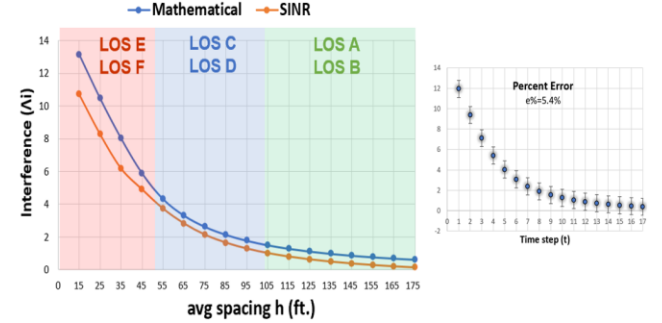 Mathematical SINR
LOS E
LOS F
LOS C
LOS D
LOS A
LOS B
Interference (Λi)
14
12
10
8
6
4
2
0
0 15 25 35 45 55 65 75 85 95 105 115 125 135 145 155 165 175
avg spacing h (ft.)
Percent Error
e%=5.4%
14
12
10
8
6
4
2
0
-2
0 1 2 3 4 5 6 7 8 9 10 11 12 13 14 15 16 17
Time step (t)